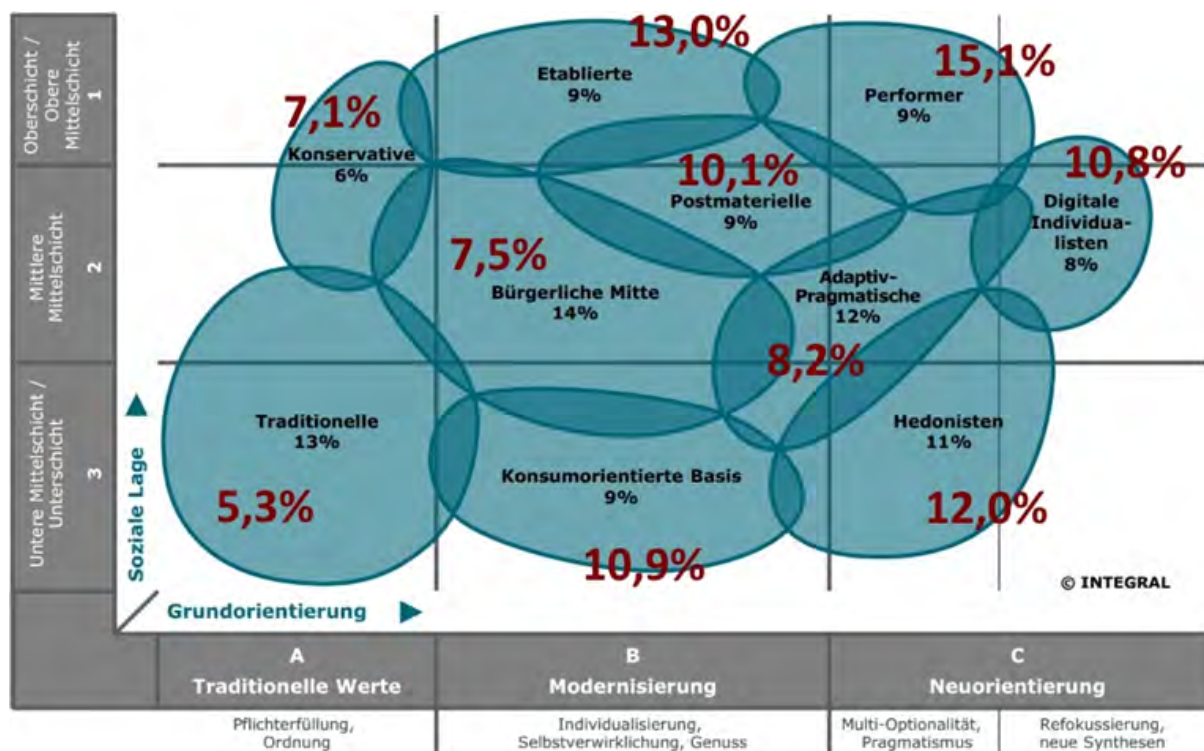 Oberschicht /
Obere
Mittelschicht
1
Mittlere
Mittelschicht
2
Untere Mittelschicht /
Unterschicht
3
Soziale Lage
Grundorientierung
13,0%
Etablierte
9%
15,1%
Performer
9%
7,1%
Konservative
6%
10,1%
Postmaterielle
9%
10,8%
Digitale
Individua-
listen
8%
7,5%
Bürgerliche Mitte
14%
Adaptiv-
Pragmatische
12%
8,2%
Traditionelle
13%
5,3%
Konsumorientierte Basis
9%
10,9%
Hedonisten
11%
12,0%
© INTEGRAL
A
Traditionelle Werte
B
Modernisierung
C
Neuorientierung
Pflichterfüllung,
Ordnung
Individualisierung,
Selbstverwirklichung, Genuss
Multi-Optionalität,
Pragmatismus
Refokussierung,
neue Synthesen